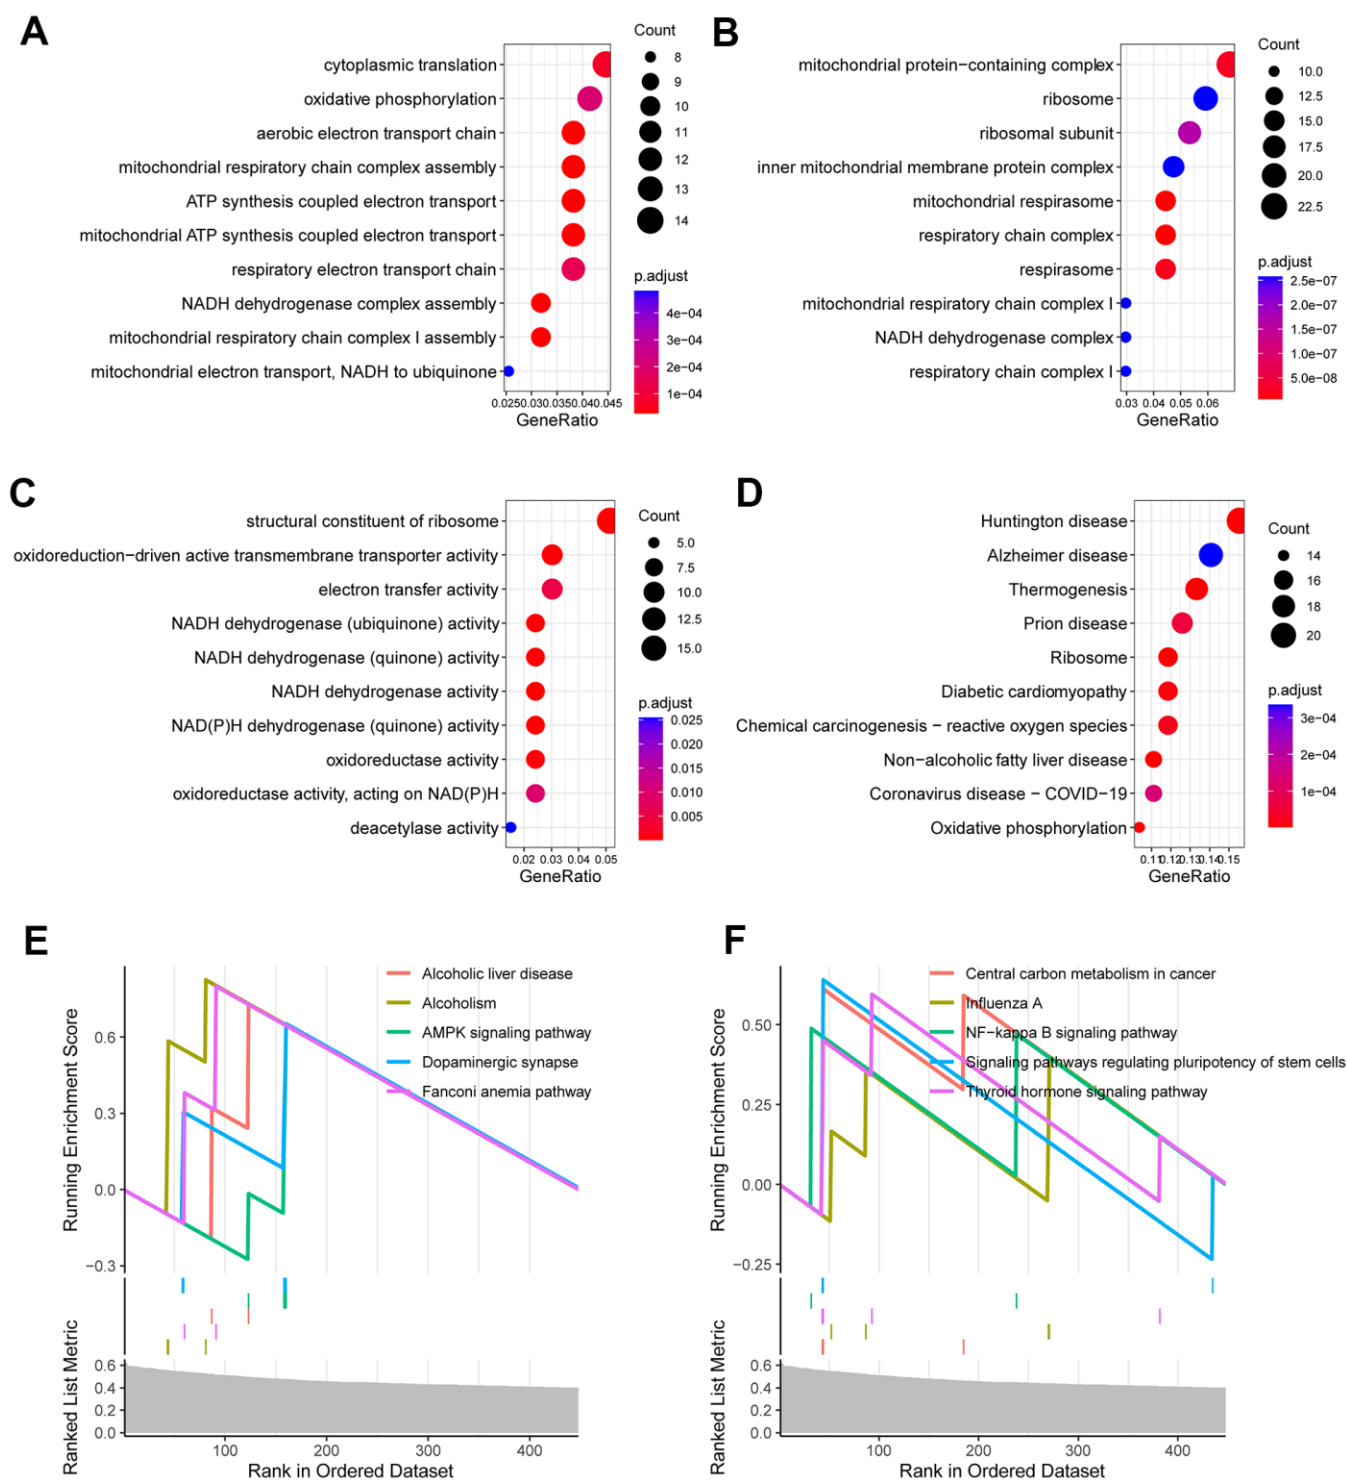 A
cytoplasmic translation
oxidative phosphorylation
aerobic electron transport chain
mitochondrial respiratory chain complex assembly
ATP synthesis coupled electron transport
mitochondrial ATP synthesis coupled electron transport
respiratory electron transport chain
NADH dehydrogenase complex assembly
mitochondrial respiratory chain complex I assembly
mitochondrial electron transport, NADH to ubiquinone
0.025 0.030 0.035 0.040 0.045
GeneRatio
Count
8
9
10
11
12
13
14
p.adjust
4e−04
3e−04
2e−04
1e−04
B
mitochondrial protein−containing complex
ribosome
ribosomal subunit
inner mitochondrial membrane protein complex
mitochondrial respirasome
respiratory chain complex
respirasome
mitochondrial respiratory chain complex I
NADH dehydrogenase complex
respiratory chain complex I
0.03 0.04 0.05 0.06
GeneRatio
Count
10.0
12.5
15.0
17.5
20.0
22.5
p.adjust
2.5e−07
2.0e−07
1.5e−07
1.0e−07
5.0e−08
C
structural constituent of ribosome
oxidoreduction−driven active transmembrane transporter activity
electron transfer activity
NADH dehydrogenase (ubiquinone) activity
NADH dehydrogenase (quinone) activity
NADH dehydrogenase activity
NAD(P)H dehydrogenase (quinone) activity
oxidoreductase activity
oxidoreductase activity, acting on NAD(P)H
deacetylase activity
0.02 0.03 0.04 0.05
GeneRatio
Count
5.0
7.5
10.0
12.5
15.0
p.adjust
0.025
0.020
0.015
0.010
0.005
D
Huntington disease
Alzheimer disease
Thermogenesis
Prion disease
Ribosome
Diabetic cardiomyopathy
Chemical carcinogenesis − reactive oxygen species
Non−alcoholic fatty liver disease
Coronavirus disease − COVID−19
Oxidative phosphorylation
0.11 0.12 0.13 0.14 0.15
GeneRatio
Count
14
16
18
20
p.adjust
3e−04
2e−04
1e−04
E
Running Enrichment Score
0.6
0.3
0.0
−0.3
Alcoholic liver disease
Alcoholism
AMPK signaling pathway
Dopaminergic synapse
Fanconi anemia pathway
Ranked List Metric
0.6
0.4
0.2
0.0
100 200 300 400
Rank in Ordered Dataset
F
Running Enrichment Score
0.50
0.25
0.00
−0.25
Central carbon metabolism in cancer
Influenza A
NF−kappa B signaling pathway
Signaling pathways regulating pluripotency of stem cells
Thyroid hormone signaling pathway
Ranked List Metric
0.6
0.4
0.2
0.0
100 200 300 400
Rank in Ordered Dataset